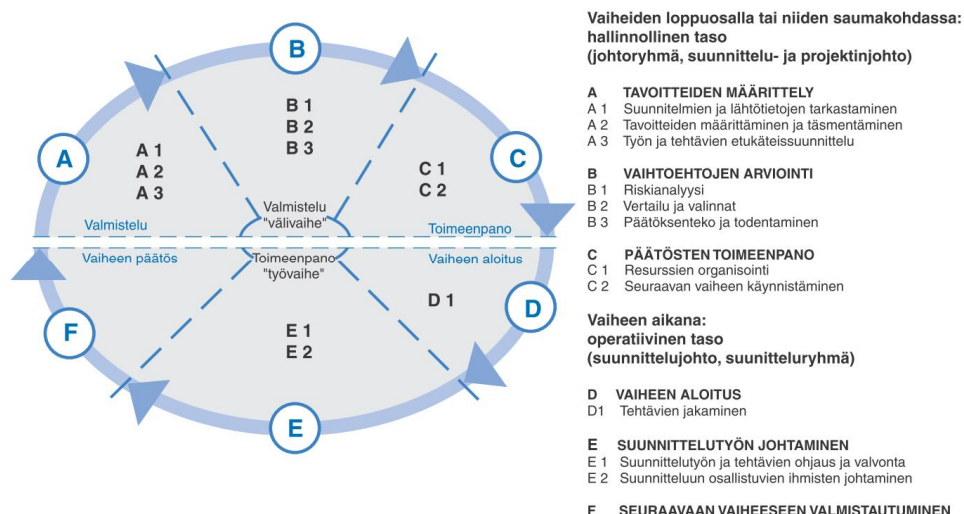 B
A
C
D
E
F
A 1
A 2
A 3
B 1
B 2
B 3
C 1
C 2
Valmistelu
Valmistelu
"välivaihe"
Toimeenpano
Vaiheen päätös
Toimeenpano
"työvaihe"
Vaiheen aloitus
D 1
E 1
E 2
Vaiheiden loppuosalla tai niiden saumakohdassa:
hallinnollinen taso
(johtoryhmä, suunnittelu- ja projektinjohto)
A TAVOITTEIDEN MÄÄRITTELY
A 1 Suunnitelmien ja lähtötietojen tarkastaminen
A 2 Tavoitteiden määrittäminen ja täsmentäminen
A 3 Työn ja tehtävien etukäteissuunnittelu
B VAIHTOEHTOJEN ARVIOINTI
B 1 Riskianalyysi
B 2 Vertailu ja valinnat
B 3 Päätöksenteko ja todentaminen
C PÄÄTÖSTEN TOIMEENPANO
C 1 Resurssien organisointi
C 2 Seuraavan vaiheen käynnistäminen
Vaiheen aikana:
operatiivinen taso
(suunnittelujohto, suunitteluryhmä)
D VAIHEEN ALOITUS
D1 Tehtävien jakaminen
E SUUNNITTELUTYÖN JOHTAMINEN
E 1 Suunnittelutyön ja tehtävien ohjaus ja valvonta
E 2 Suunnitteluun osallistuvien ihmisten johtaminen
F SEURAAVAAN VAIHEESEEN VALMISTAUTUMINEN